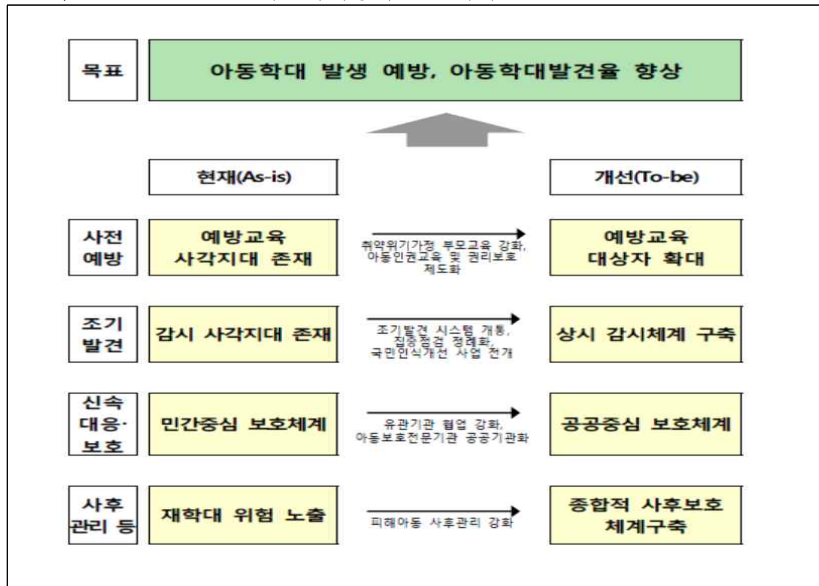 목표
아동학대 발생 예방, 아동학대발견율 향상
현재(As-is)
개선(To-be)
사전
예방
예방교육
사각지대 존재
취약위기가정 부모교육 강화,
아동인권교육 및 권리보호
제도화
예방교육
대상자 확대
조기
발견
감시 사각지대 존재
조기발견 시스템 개통,
집중점검 정례화,
국민인식개선 사업 전개
상시 감시체계 구축
신속
대응·
보호
민간중심 보호체계
유관기관 협업 강화,
아동보호전문기관 공공기관화
공공중심 보호체계
사후
관리 등
재학대 위험 노출
피해아동 사후관리 강화
종합적 사후보호
체계구축